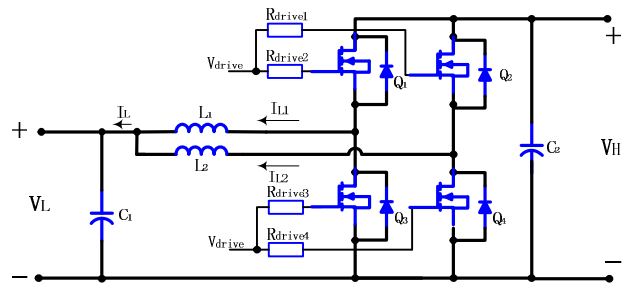 Rdrive1
Vdrive
Rdrive2
Q1
Q2
+
IL
L1
IL1
+
L2
C2
VH
IL2
VL
C1
Rdrive3
Q3
Q4
Vdrive
Rdrive4
−
−